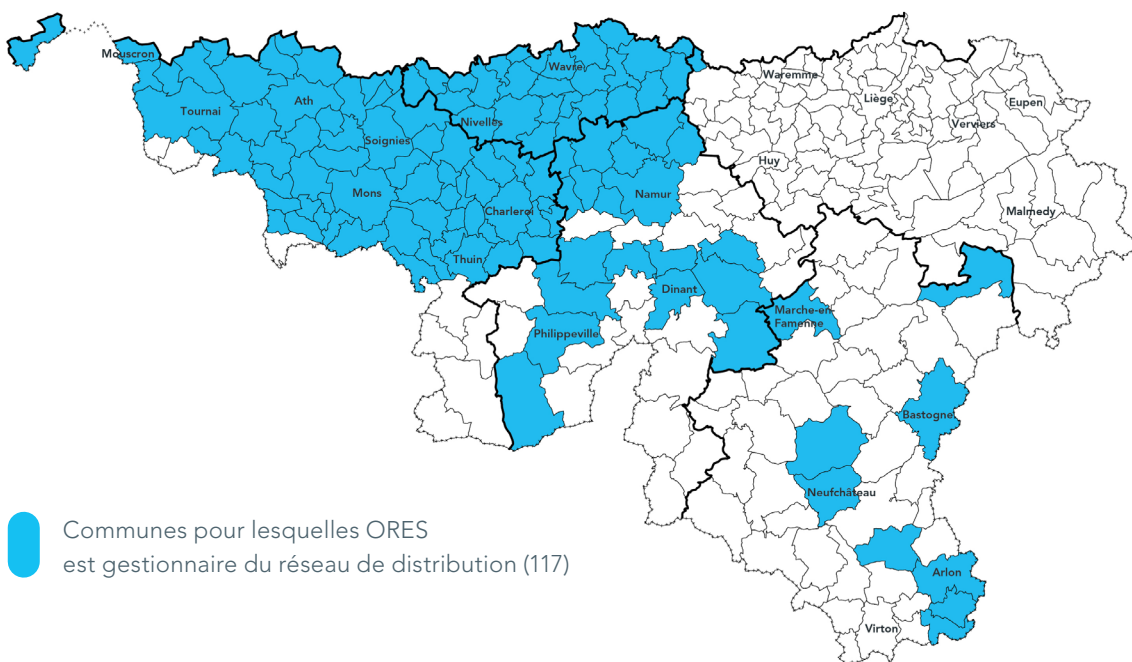 Mouscron
Wavre
Waremme
Ath
Liège
Eupen
Tournai
Nivelles
Verviers
Soignies
Huy
Mons
Namur
Charleroi
Malmedy
Thuin
Dinant
Marche-en-
Famenne
Philippeville
Bastogne
Neufchâteau
Communes pour lesquelles ORES
est gestionnaire du réseau de distribution (117)
Arlon
Virton